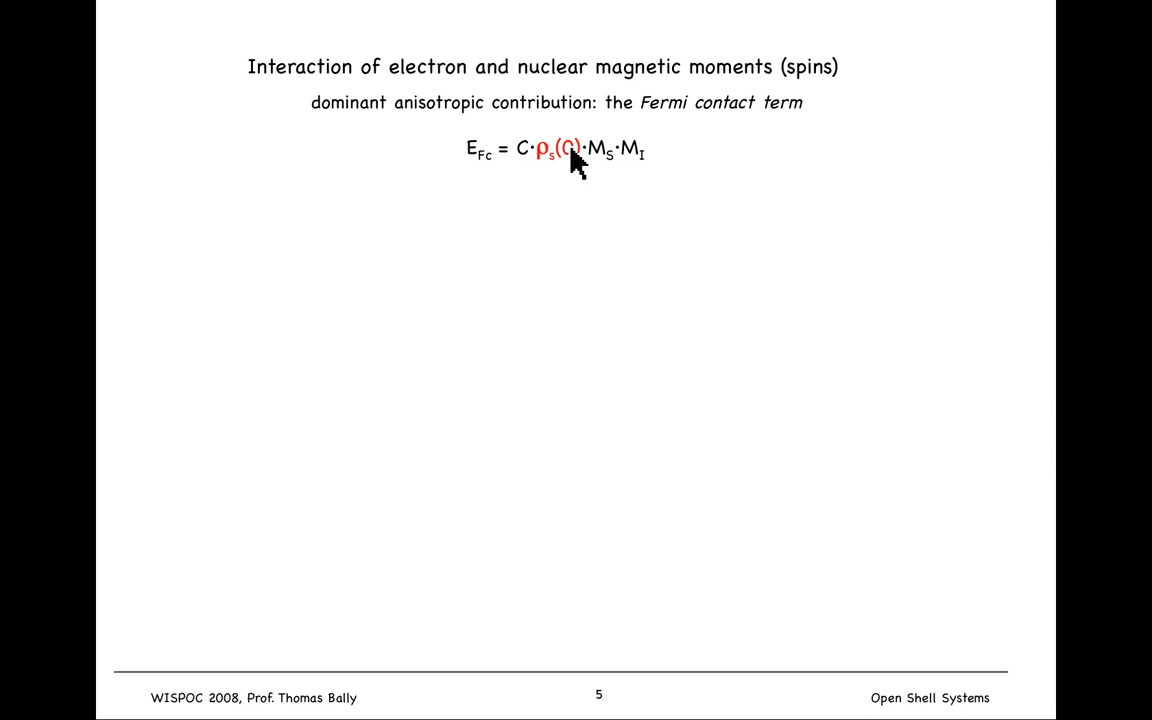 Interaction of electron and nuclear magnetic moments (spins)
dominant anisotropic contribution: the Fermi contact term
E_Fc = C·ρ_s(0)·M_S·M_I
WISPOC 2008, Prof. Thomas Bally
5
Open Shell Systems